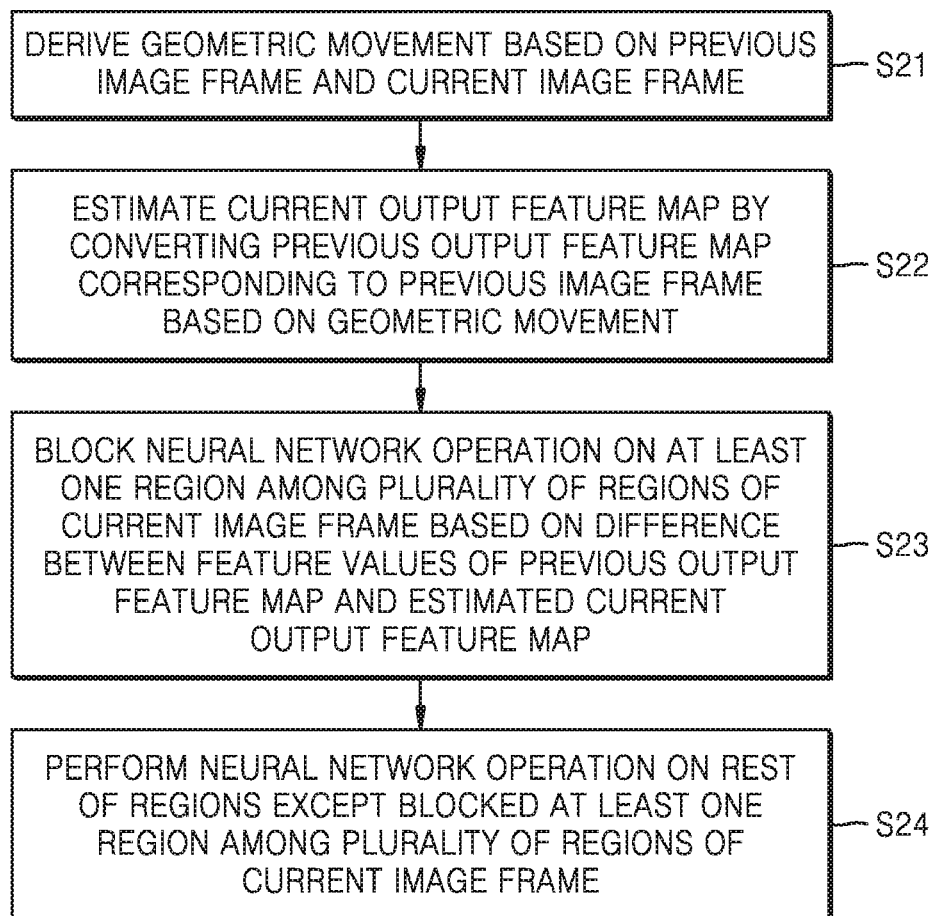 DERIVE GEOMETRIC MOVEMENT BASED ON PREVIOUS
IMAGE FRAME AND CURRENT IMAGE FRAME
S21
ESTIMATE CURRENT OUTPUT FEATURE MAP BY
CONVERTING PREVIOUS OUTPUT FEATURE MAP
CORRESPONDING TO PREVIOUS IMAGE FRAME
BASED ON GEOMETRIC MOVEMENT
S22
BLOCK NEURAL NETWORK OPERATION ON AT LEAST
ONE REGION AMONG PLURALITY OF REGIONS OF
CURRENT IMAGE FRAME BASED ON DIFFERENCE
BETWEEN FEATURE VALUES OF PREVIOUS OUTPUT
FEATURE MAP AND ESTIMATED CURRENT
OUTPUT FEATURE MAP
S23
PERFORM NEURAL NETWORK OPERATION ON REST
OF REGIONS EXCEPT BLOCKED AT LEAST ONE
REGION AMONG PLURALITY OF REGIONS OF
CURRENT IMAGE FRAME
S24